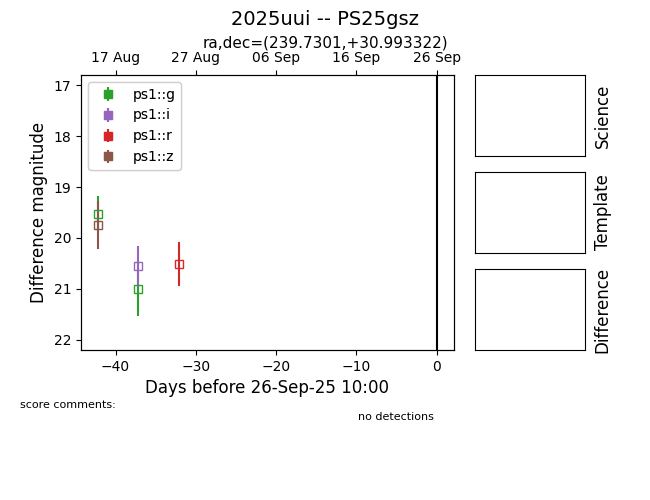 2025uui -- PS25gsz
ra,dec=(239.7301,+30.993322)
17 Aug 27 Aug 06 Sep 16 Sep 26 Sep
ps1::g
ps1::i
ps1::r
ps1::z
17
18
19
20
21
22
Difference magnitude
−40 −30 −20 −10 0
Days before 26-Sep-25 10:00
Science
Template
Difference
score comments:
no detections